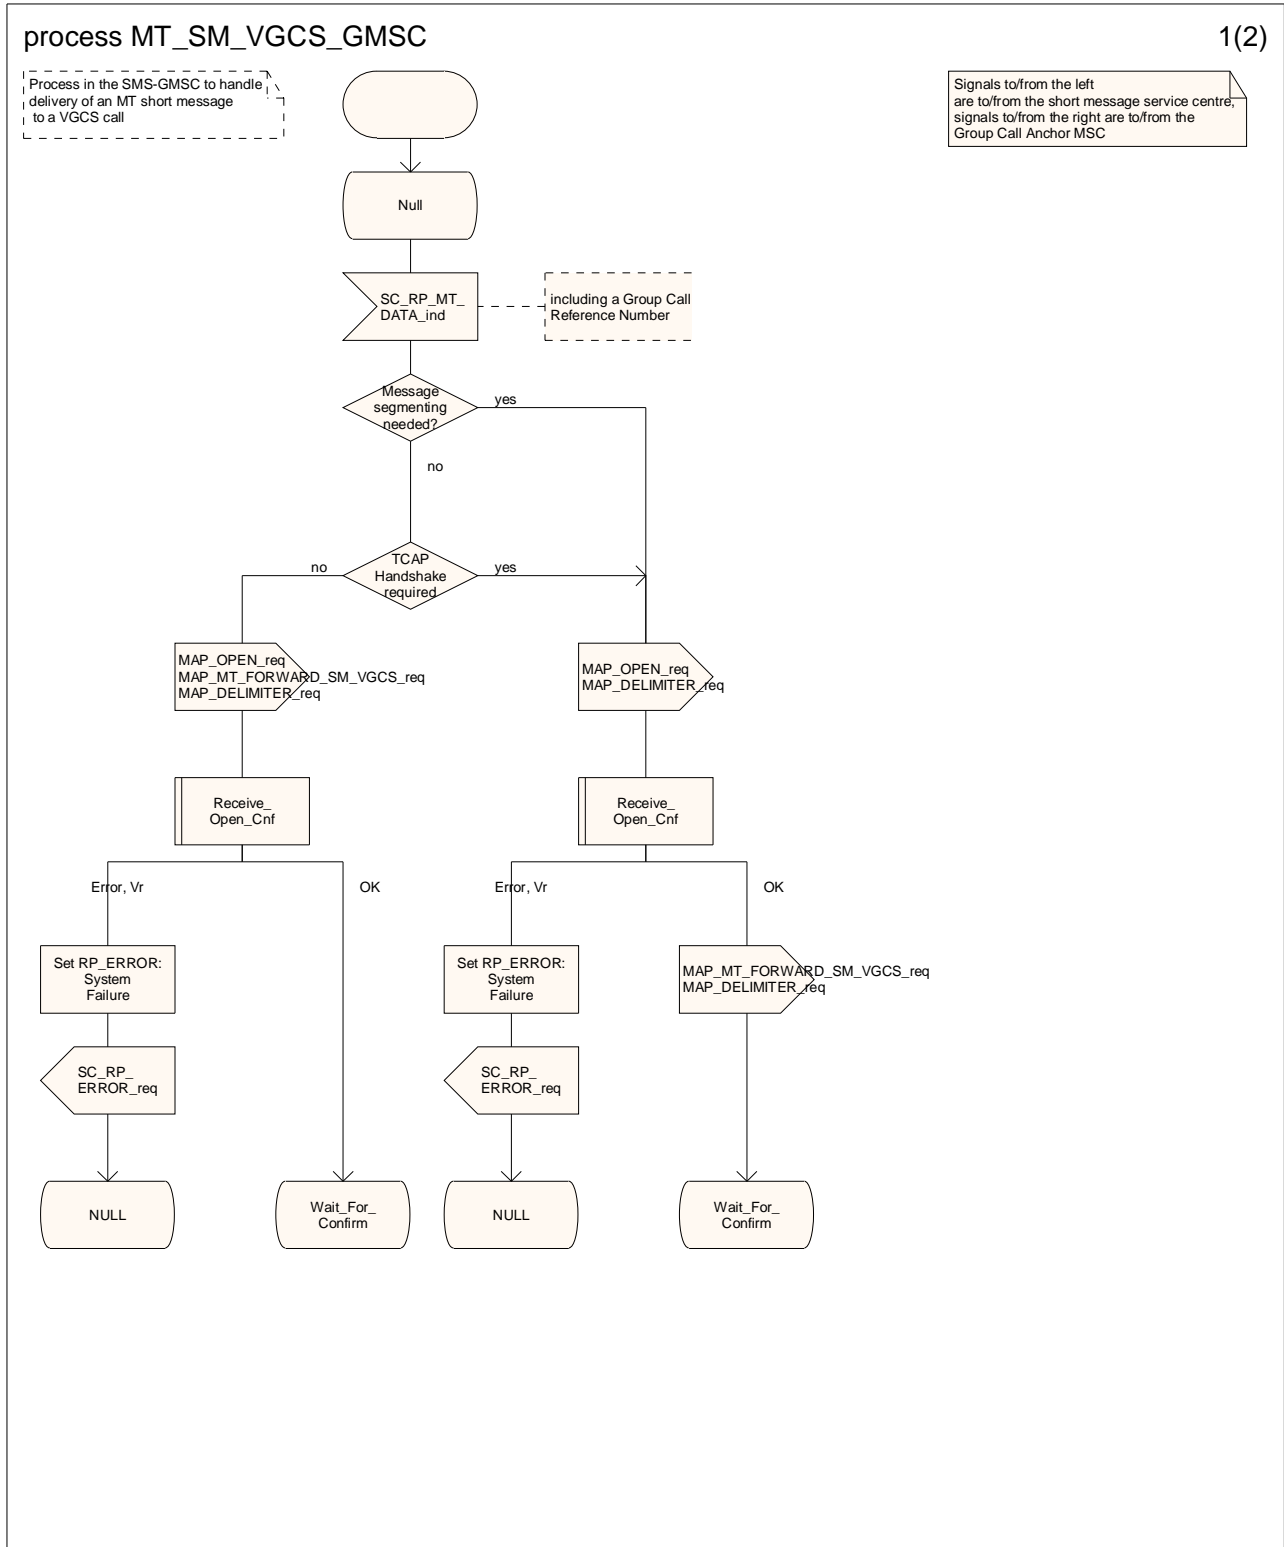 process MT_SM_VGCS_GMSC
1(2)
Process in the SMS-GMSC to handle
delivery of an MT short message
to a VGCS call
Signals to/from the left
are to/from the short message service centre,
signals to/from the right are to/from the
Group Call Anchor MSC
Null
SC_RP_MT_
DATA_ind
including a Group Call
Reference Number
Message
segmenting
needed?
yes
no
TCAP
Handshake
required
no
yes
MAP_OPEN_req
MAP_MT_FORWARD_SM_VGCS_req
MAP_DELIMITER_req
MAP_OPEN_req
MAP_DELIMITER_req
Receive_
Open_Cnf
Receive_
Open_Cnf
Error, Vr
OK
Error, Vr
OK
Set RP_ERROR:
System
Failure
Set RP_ERROR:
System
Failure
MAP_MT_FORWARD_SM_VGCS_req
MAP_DELIMITER_req
SC_RP_
ERROR_req
SC_RP_
ERROR_req
NULL
Wait_For_
Confirm
NULL
Wait_For_
Confirm